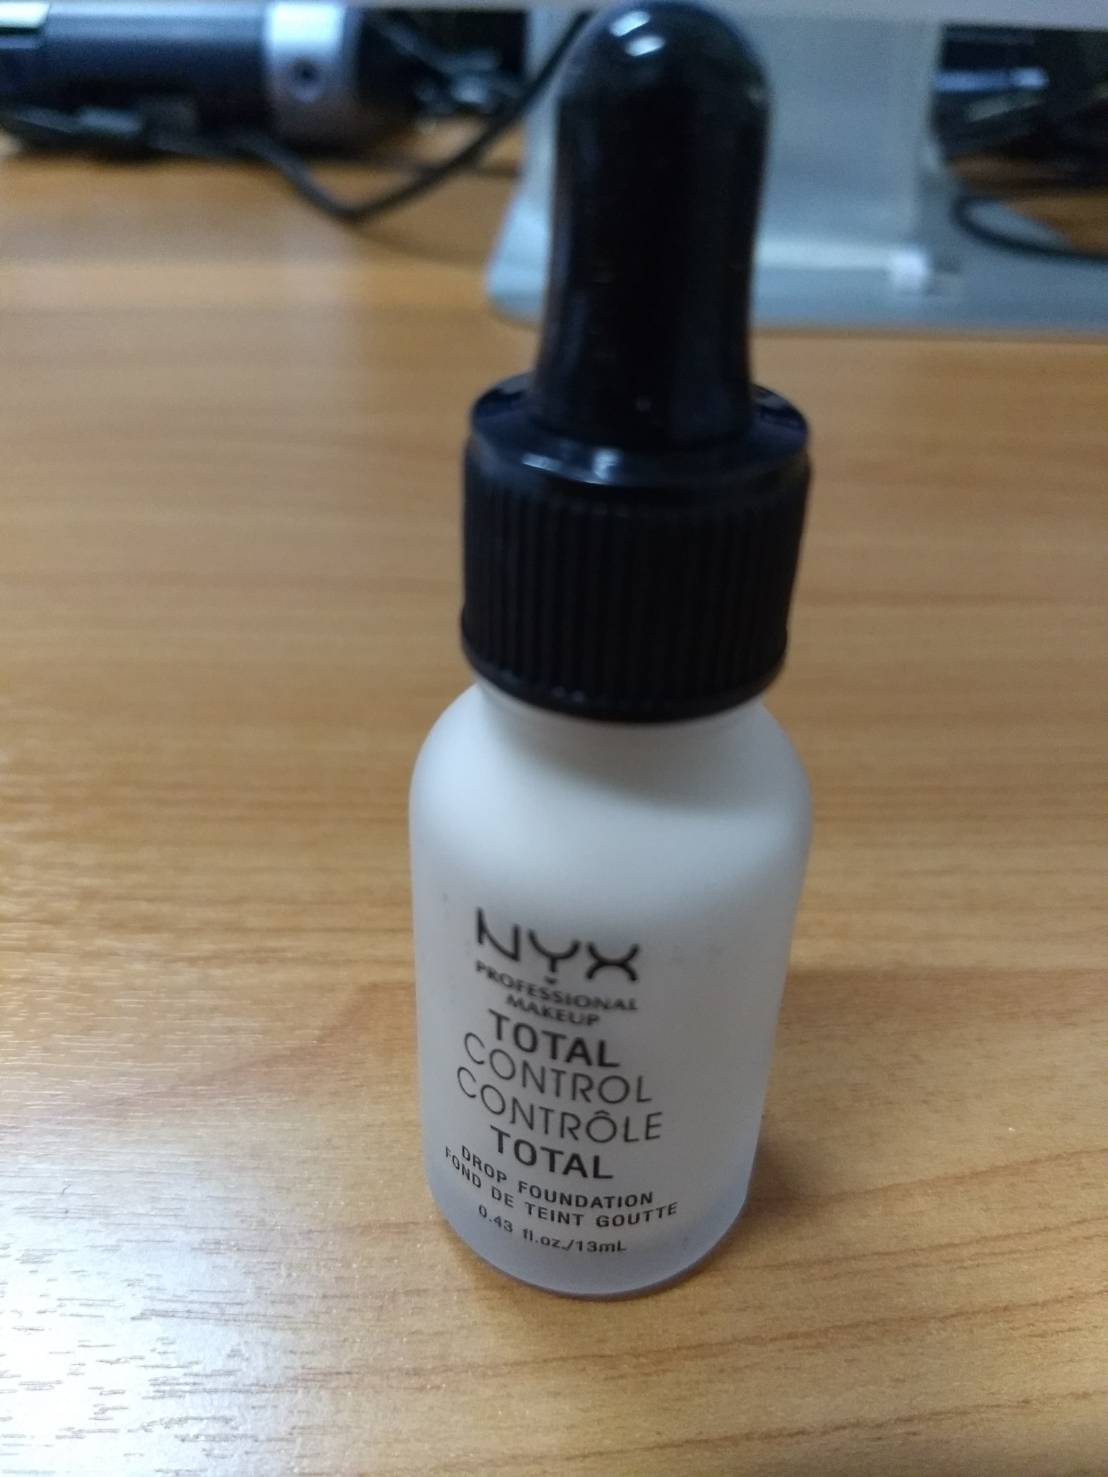 NYX
PROFESSIONAL
MAKEUP
TOTAL
CONTROL
CONTRÔLE
TOTAL
DROP FOUNDATION
FOND DE TEINT GOUTTE
0.43 fl.oz./13mL